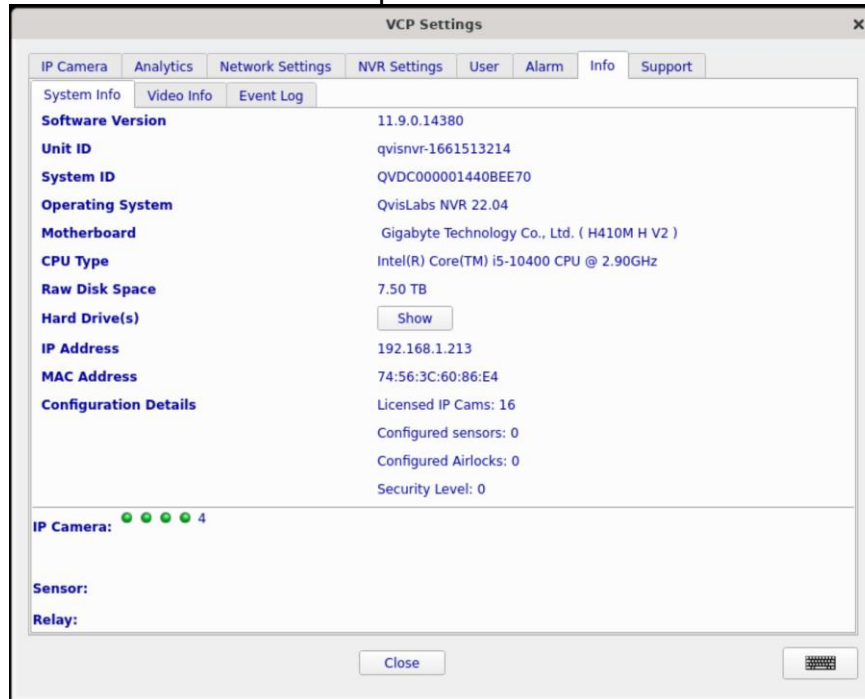 VCP Settings x
IP Camera Analytics Network Settings NVR Settings User Alarm Info Support
System Info Video Info Event Log
Software Version 11.9.0.14380
Unit ID qvisnvr-1661513214
System ID QVDC000001440BEE70
Operating System QvisLabs NVR 22.04
Motherboard Gigabyte Technology Co., Ltd. ( H410M H V2 )
CPU Type Intel(R) Core(TM) i5-10400 CPU @ 2.90GHz
Raw Disk Space 7.50 TB
Hard Drive(s) Show
IP Address 192.168.1.213
MAC Address 74:56:3C:60:86:E4
Configuration Details Licensed IP Cams: 16
Configured sensors: 0
Configured Airlocks: 0
Security Level: 0
IP Camera: 4
Sensor:
Relay:
Close